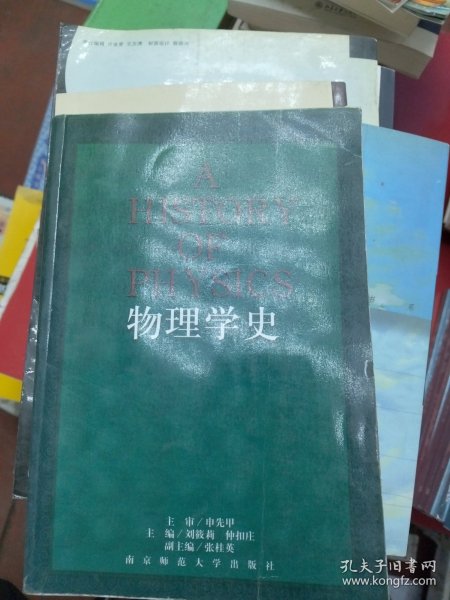 A
HISTORY
OF
PHYSICS
物理学史
主 审/申先甲
主 编/刘筱莉 仲扣庄
副主编/张桂英
南京师范大学出版社
孔夫子旧书网
www.kongfz.com